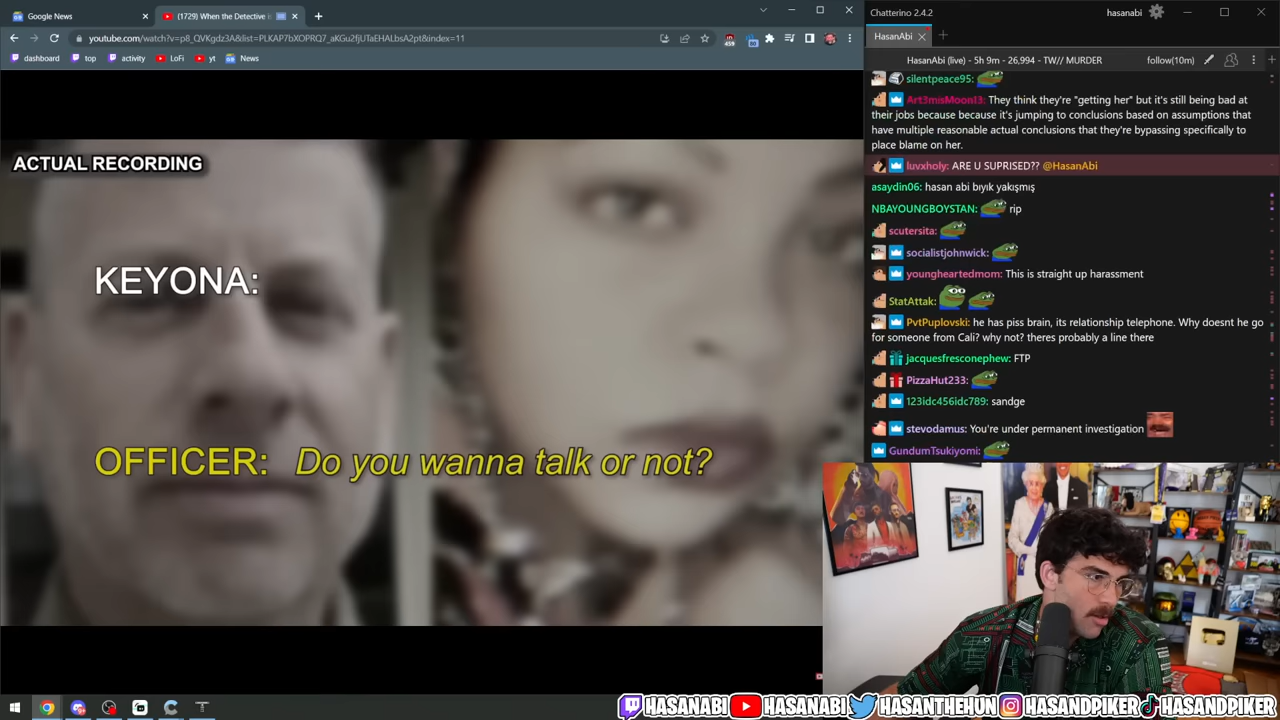 Google News
(1729) When the Detective i
youtube.com/watch?v=p8_QVKgdz3A&list=PLKAP7bXOPRQ7_aKGu2fjUTaEHALbsA2pt&index=11
459
80
dashboard
top
activity
LoFi
yt
News
ACTUAL RECORDING
KEYONA:
OFFICER: Do you wanna talk or not?
Chatterino 2.4.2
hasanabi
HasanAbi
HasanAbi (live) - 5h 9m - 26,994 - TW// MURDER
follow(10m)
silentpeace95:
Art3misMoon13: They think they're "getting her" but it's still being bad at
their jobs because because it's jumping to conclusions based on assumptions that
have multiple reasonable actual conclusions that they're bypassing specifically to
place blame on her.
luvxholy: ARE U SUPRISED?? @HasanAbi
asaydin06: hasan abi bıyık yakışmış
NBAYOUNGBOYSTAN: rip
scutersita:
socialistjohnwick:
youngheartedmom: This is straight up harassment
StatAttak:
PvtPuplovski: he has piss brain, its relationship telephone. Why doesnt he go
for someone from Cali? why not? theres probably a line there
jacquesfresconephew: FTP
PizzaHut233:
123idc456idc789: sandge
stevodamus: You're under permanent investigation
GundumTsukiyomi:
HASANABI HASANABI HASANTHEHUN HASANDPIKER HASANDPIKER